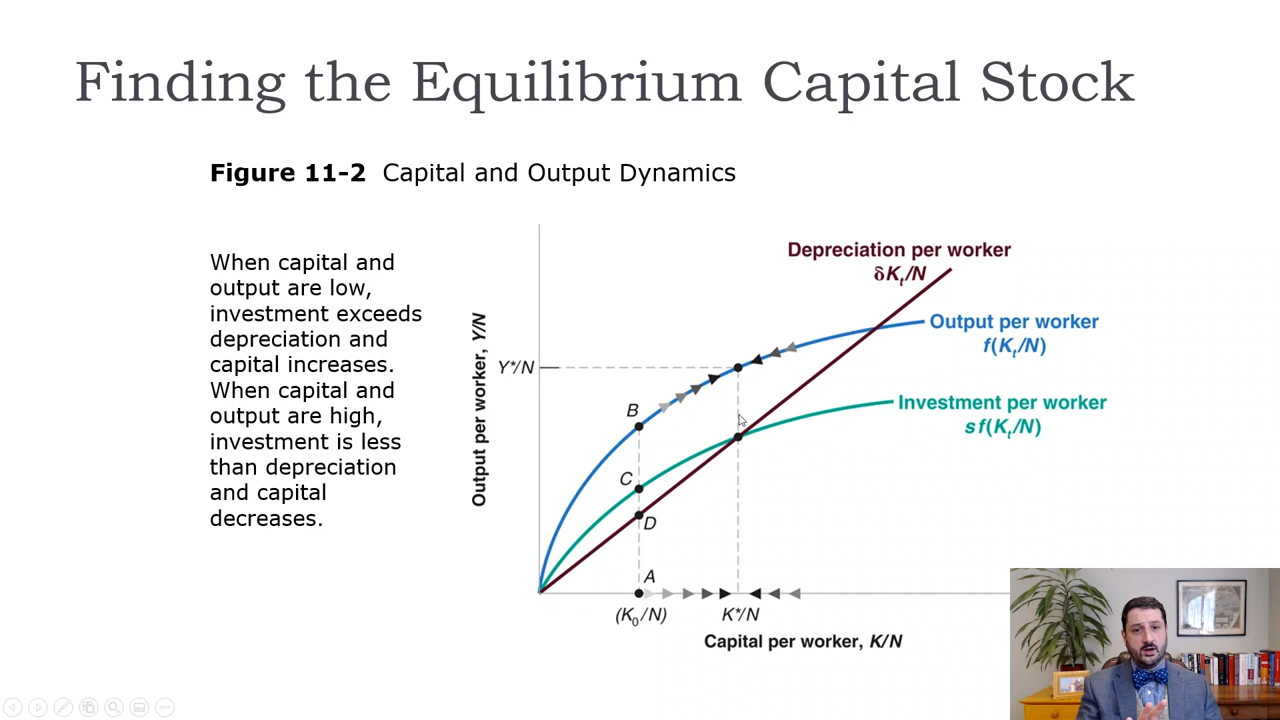 Finding the Equilibrium Capital Stock
Figure 11-2 Capital and Output Dynamics
When capital and
output are low,
investment exceeds
depreciation and
capital increases.
When capital and
output are high,
investment is less
than depreciation
and capital
decreases.
Output per worker, Y/N
Y*/N
Depreciation per worker
δKt/N
Output per worker
f(Kt/N)
Investment per worker
sf(Kt/N)
B
C
D
A
(K0/N)
K*/N
Capital per worker, K/N